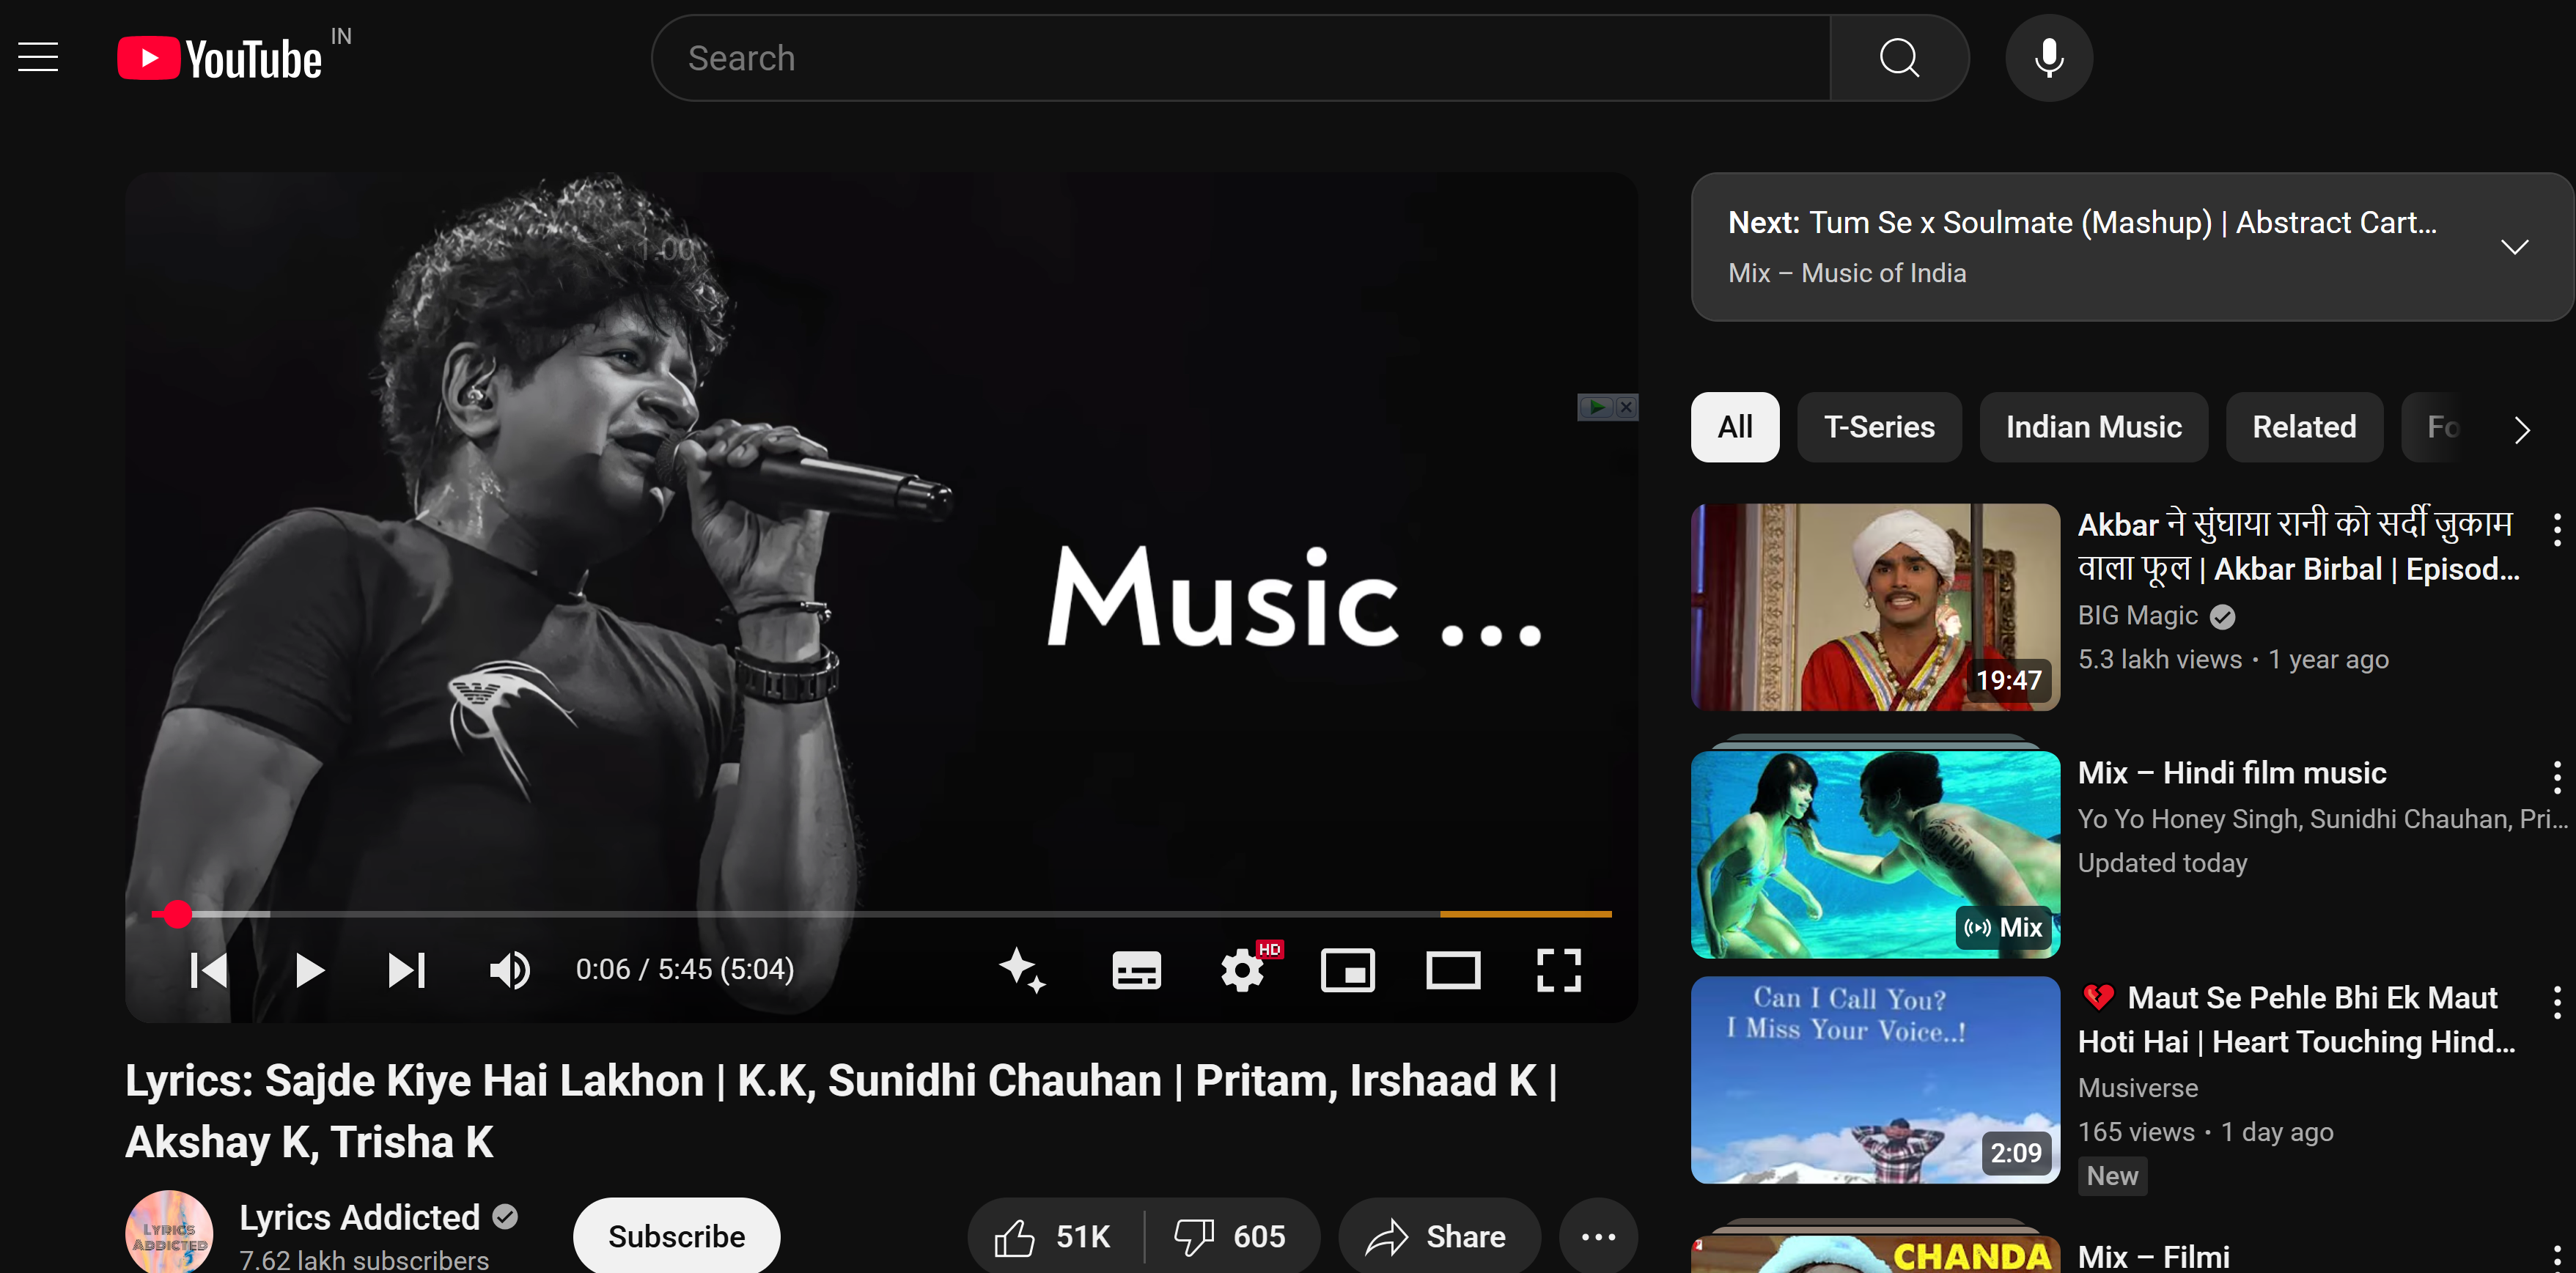 YouTube IN
Search
1:00
Music ...
0:06 / 5:45 (5:04)
HD
Lyrics: Sajde Kiye Hai Lakhon | K.K, Sunidhi Chauhan | Pritam, Irshaad K |
Akshay K, Trisha K
LYRICS
ADDICTED
Lyrics Addicted
7.62 lakh subscribers
Subscribe
51K
605
Share
Next: Tum Se x Soulmate (Mashup) | Abstract Cart...
Mix – Music of India
All
T-Series
Indian Music
Related
Fo
19:47
Akbar ने सुंघाया रानी को सर्दी ज़ुकाम
वाला फूल | Akbar Birbal | Episod...
BIG Magic
5.3 lakh views • 1 year ago
Mix
Mix – Hindi film music
Yo Yo Honey Singh, Sunidhi Chauhan, Pri...
Updated today
Can I Call You?
I Miss Your Voice..!
2:09
Maut Se Pehle Bhi Ek Maut
Hoti Hai | Heart Touching Hind...
Musiverse
165 views • 1 day ago
New
CHANDA
Mix – Filmi